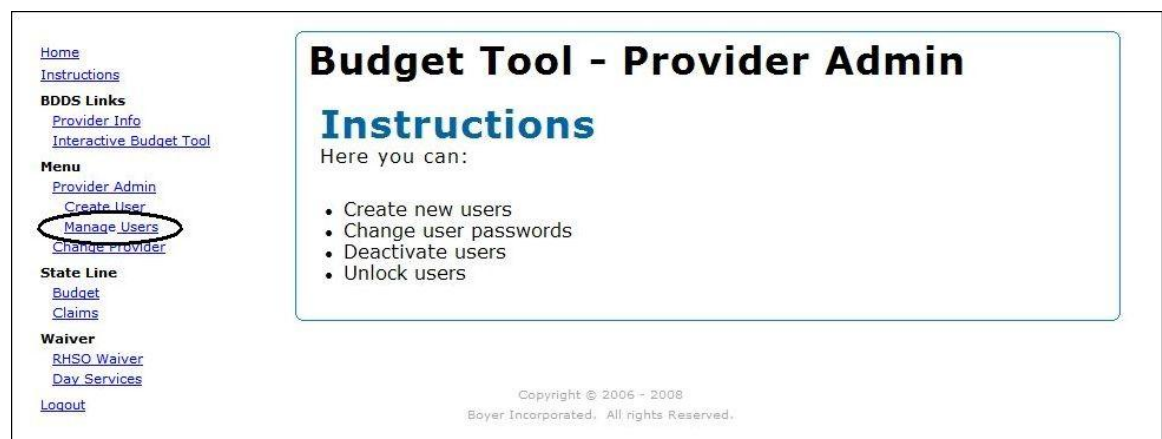 Home
Instructions
BDDS Links
Provider Info
Interactive Budget Tool
Menu
Provider Admin
Create User
Manage Users
Change Provider
State Line
Budget
Claims
Waiver
RHSO Waiver
Day Services
Logout
Budget Tool - Provider Admin
Instructions
Here you can:
• Create new users
• Change user passwords
• Deactivate users
• Unlock users
Copyright © 2006 - 2008
Boyer Incorporated. All rights Reserved.